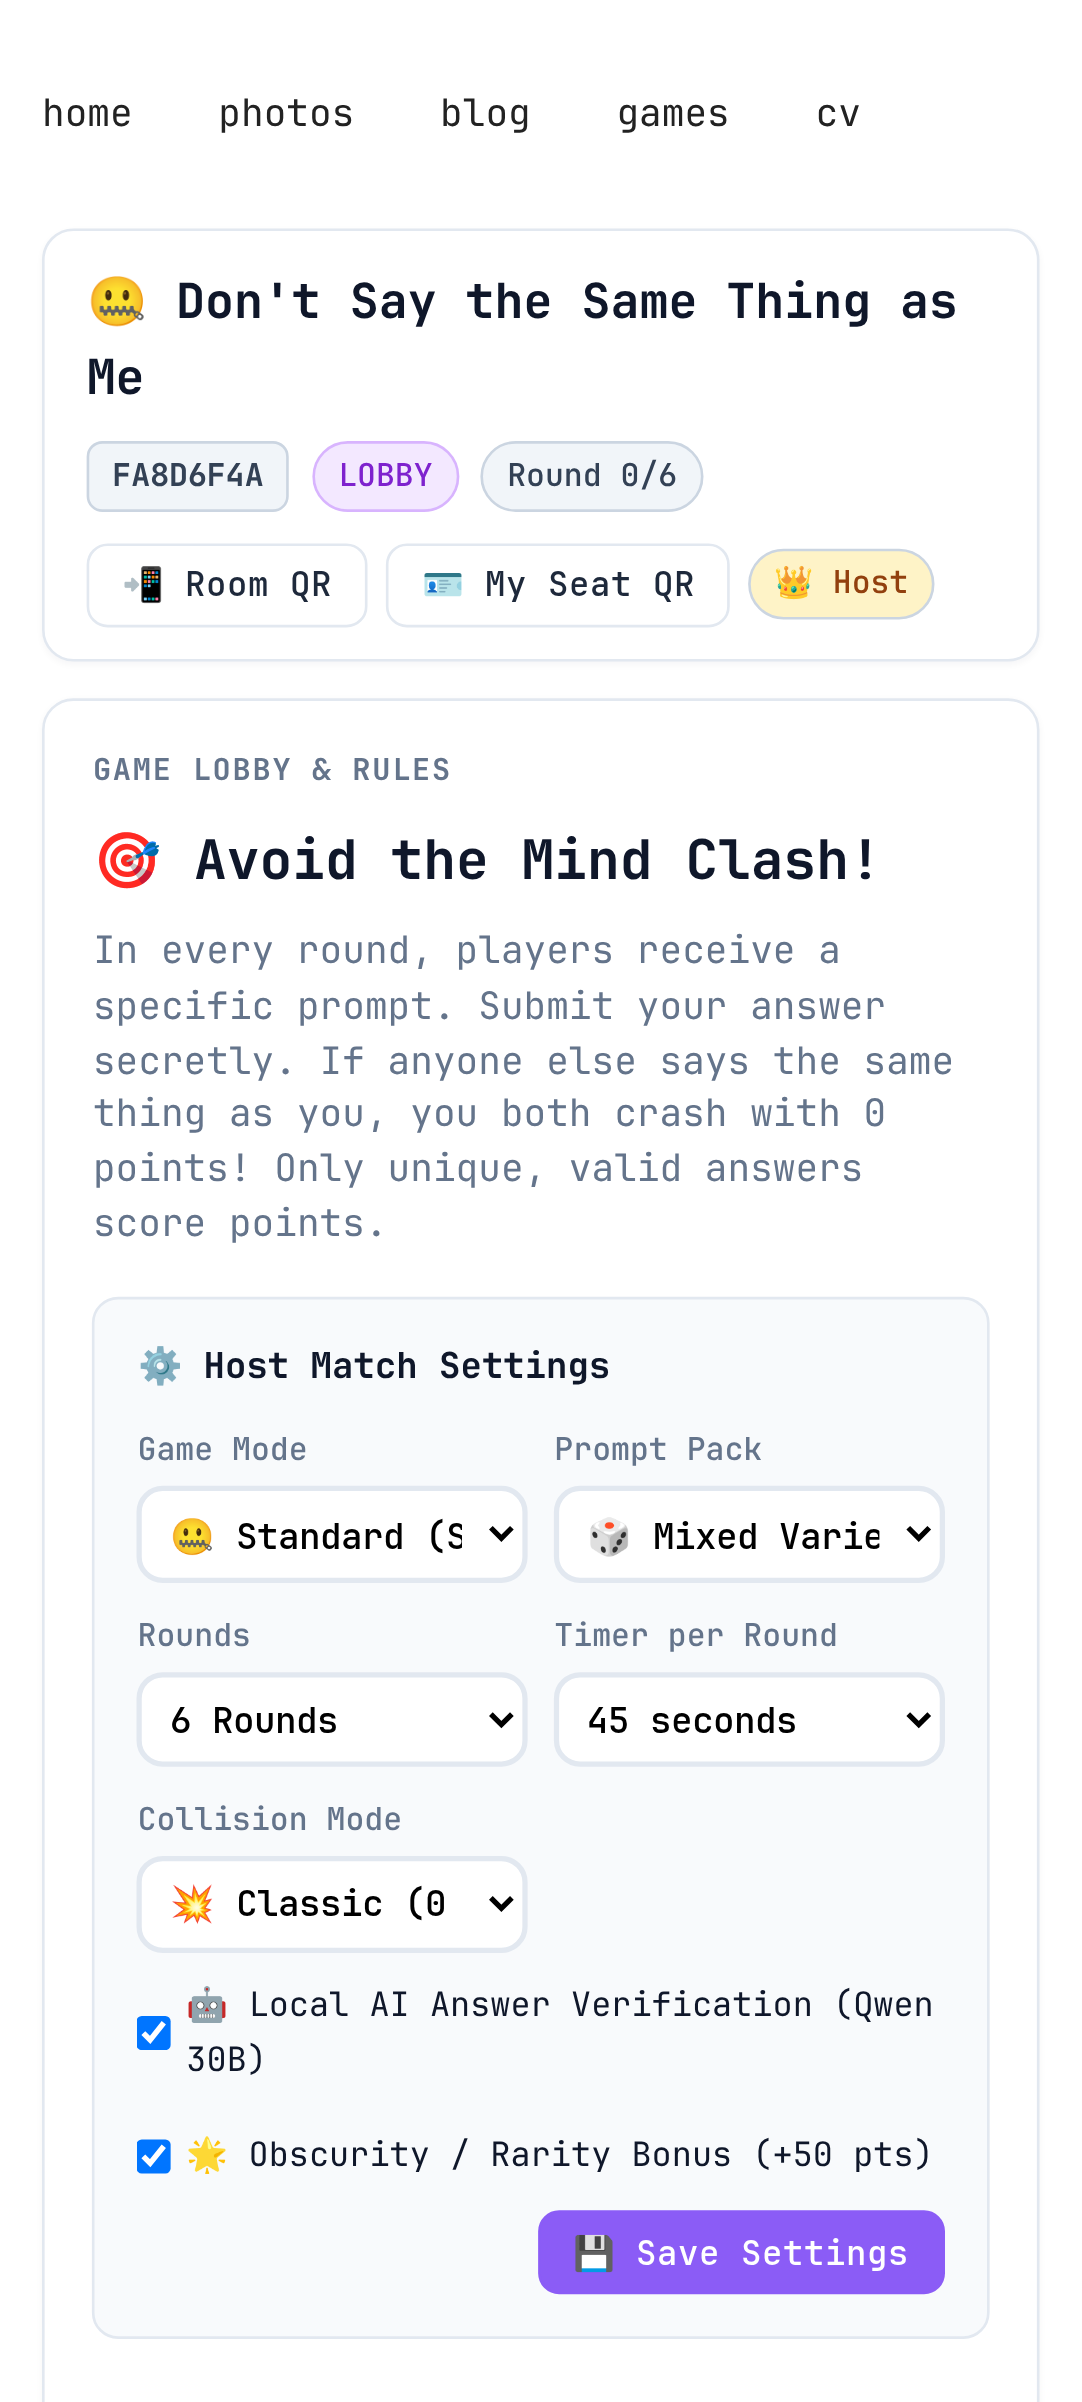 home photos blog games cv
🤐 Don't Say the Same Thing as
Me
FA8D6F4A LOBBY Round 0/6
📲 Room QR 🪪 My Seat QR 👑 Host
GAME LOBBY & RULES
🎯 Avoid the Mind Clash!
In every round, players receive a
specific prompt. Submit your answer
secretly. If anyone else says the same
thing as you, you both crash with 0
points! Only unique, valid answers
score points.
⚙️ Host Match Settings
Game Mode Prompt Pack
🤐 Standard (S 🎲 Mixed Varie
Rounds Timer per Round
6 Rounds 45 seconds
Collision Mode
💥 Classic (0
🤖 Local AI Answer Verification (Qwen
30B)
🌟 Obscurity / Rarity Bonus (+50 pts)
💾 Save Settings